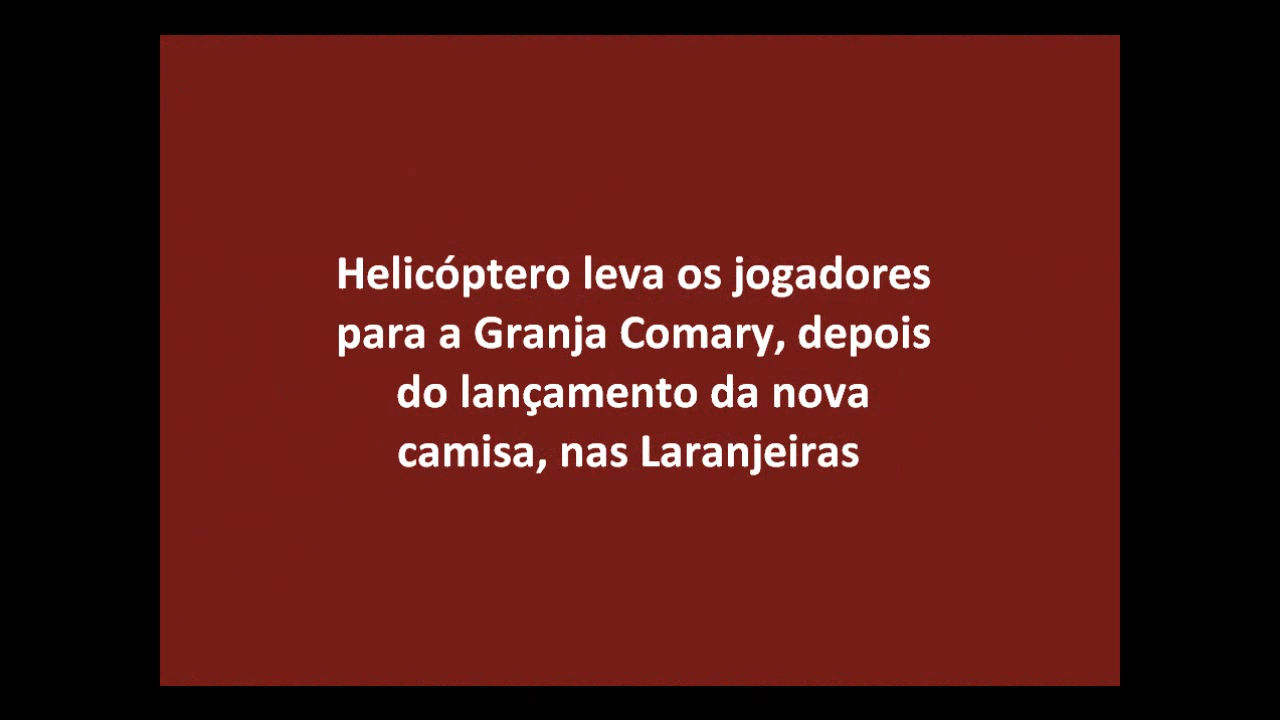 Helicóptero leva os jogadores
para a Granja Comary, depois
do lançamento da nova
camisa, nas Laranjeiras